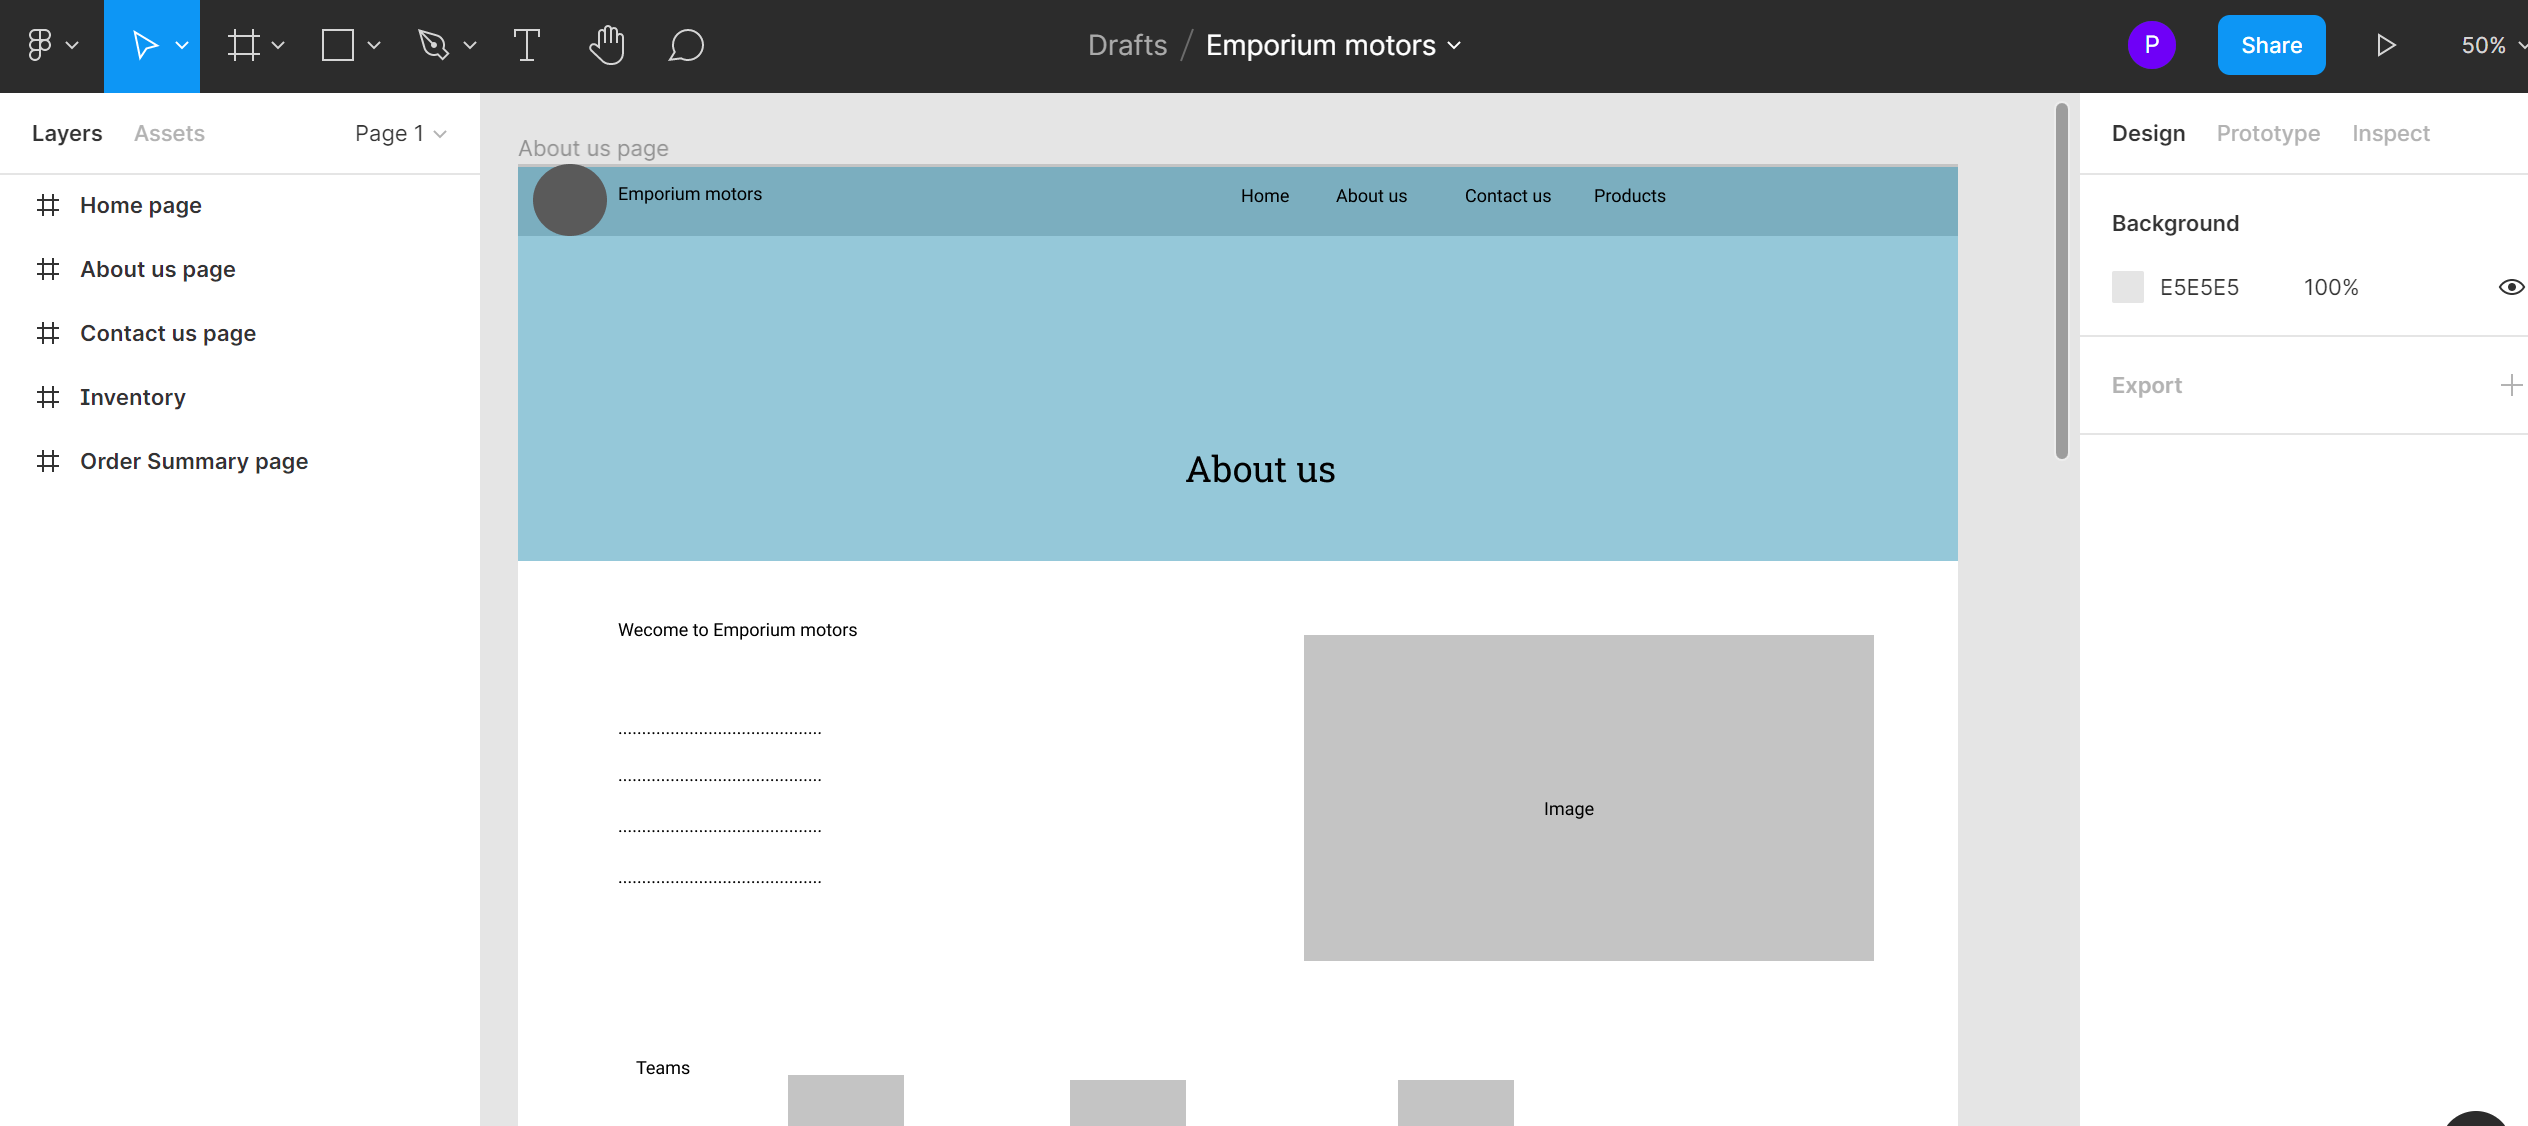 Drafts / Emporium motors
P
Share
50%
Layers Assets Page 1
Home page
About us page
Contact us page
Inventory
Order Summary page
About us page
Emporium motors Home About us Contact us Products
About us
Wecome to Emporium motors
...........................................
...........................................
...........................................
...........................................
Image
Teams
Design Prototype Inspect
Background
E5E5E5 100%
Export